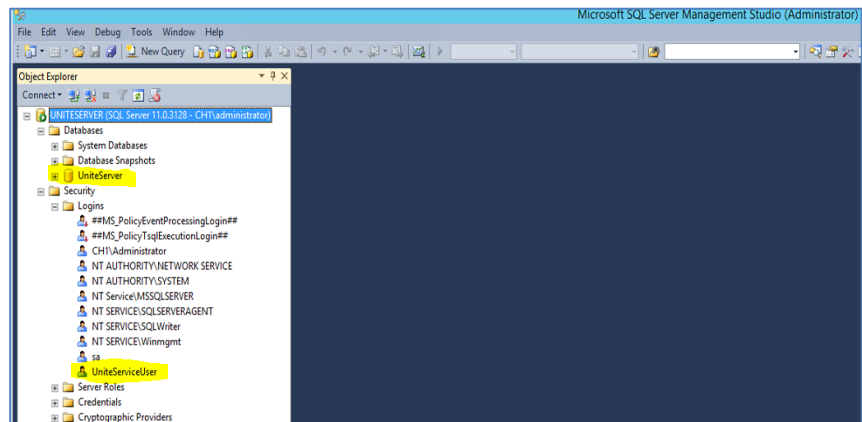 Microsoft SQL Server Management Studio (Administrator)
File Edit View Debug Tools Window Help
New Query
Object Explorer
Connect
UNITESERVER (SQL Server 11.0.3128 - CH1\administrator)
Databases
System Databases
Database Snapshots
UniteServer
Security
Logins
##MS_PolicyEventProcessingLogin##
##MS_PolicyTsqlExecutionLogin##
CH1\Administrator
NT AUTHORITY\NETWORK SERVICE
NT AUTHORITY\SYSTEM
NT Service\MSSQLSERVER
NT SERVICE\SQLSERVERAGENT
NT SERVICE\SQLWriter
NT SERVICE\Winmgmt
sa
UniteServiceUser
Server Roles
Credentials
Cryptographic Providers